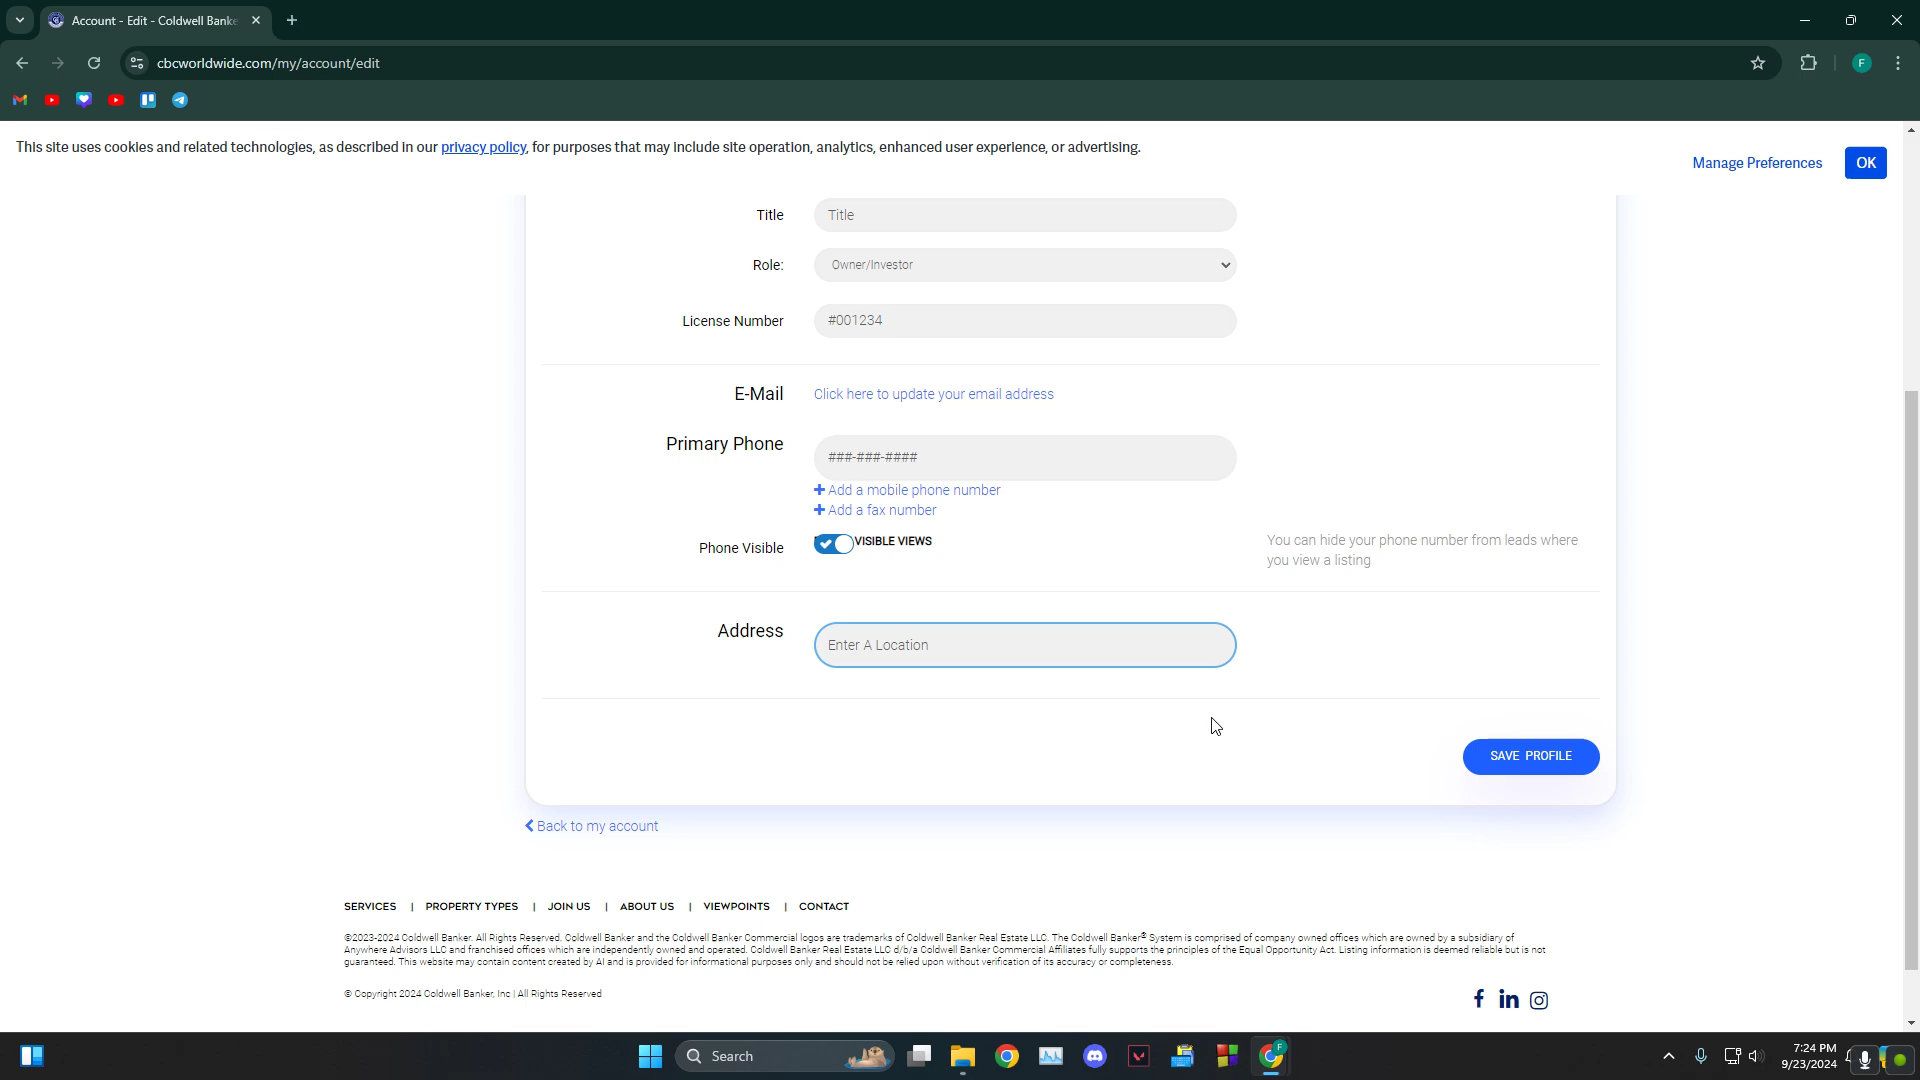 Account - Edit - Coldwell Banke
cbcworldwide.com/my/account/edit
F
This site uses cookies and related technologies, as described in our privacy policy, for purposes that may include site operation, analytics, enhanced user experience, or advertising.
Manage Preferences
OK
Title
Title
Role:
Owner/Investor
License Number
#001234
E-Mail
Click here to update your email address
Primary Phone
###-###-####
Add a mobile phone number
Add a fax number
Phone Visible
VISIBLE VIEWS
You can hide your phone number from leads where
you view a listing
Address
Enter A Location
SAVE PROFILE
Back to my account
SERVICES | PROPERTY TYPES | JOIN US | ABOUT US | VIEWPOINTS | CONTACT
©2023-2024 Coldwell Banker. All Rights Reserved. Coldwell Banker and the Coldwell Banker Commercial logos are trademarks of Coldwell Banker Real Estate LLC. The Coldwell Banker® System is comprised of company owned offices which are owned by a subsidiary of
Anywhere Advisors LLC and franchised offices which are independently owned and operated. Coldwell Banker Real Estate LLC d/b/a Coldwell Banker Commercial Affiliates fully supports the principles of the Equal Opportunity Act. Listing information is deemed reliable but is not
guaranteed. This website may contain content created by AI and is provided for informational purposes only and should not be relied upon without verification of its accuracy or completeness.
© Copyright 2024 Coldwell Banker, Inc | All Rights Reserved
Search
F
7:24 PM
9/23/2024